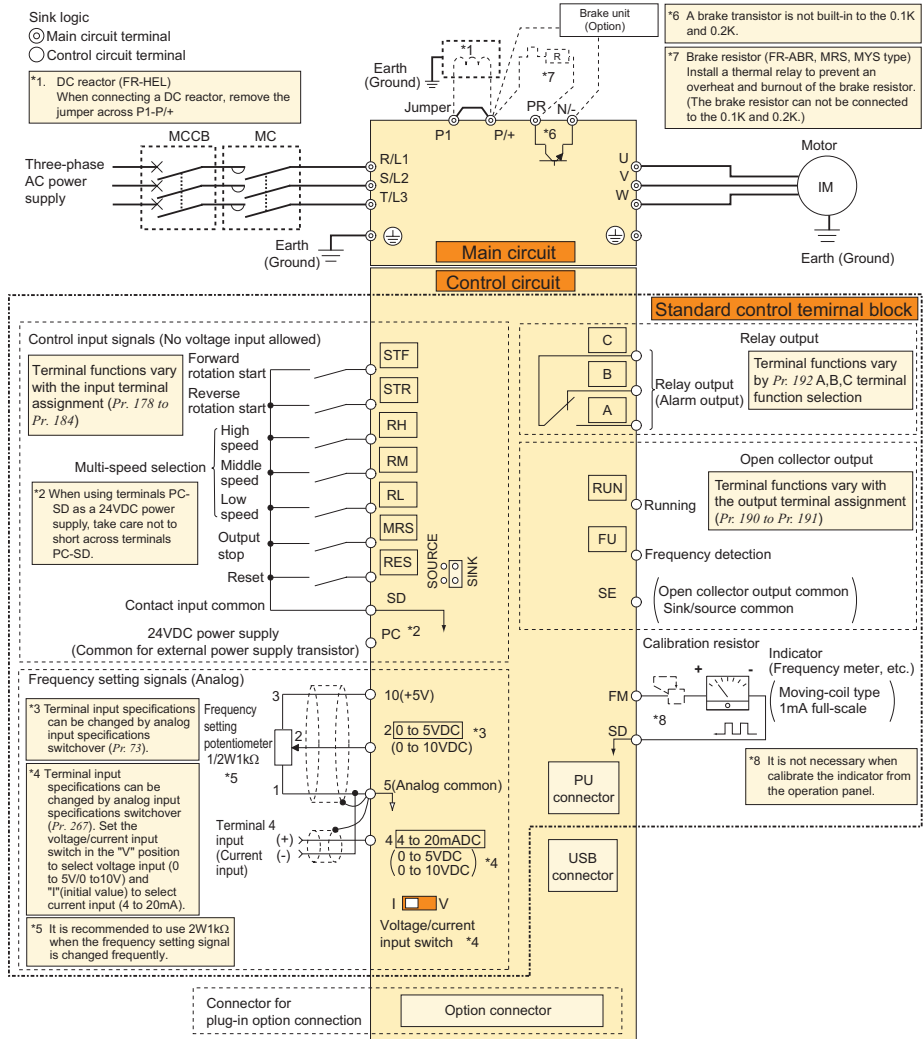 Sink logic
Main circuit terminal
Control circuit terminal
*1. DC reactor (FR-HEL)
When connecting a DC reactor, remove the
jumper across P1-P/+
Earth
(Ground)
*1
Brake unit
(Option)
R
*7
*6 A brake transistor is not built-in to the 0.1K
and 0.2K.
*7 Brake resistor (FR-ABR, MRS, MYS type)
Install a thermal relay to prevent an
overheat and burnout of the brake resistor.
(The brake resistor can not be connected
to the 0.1K and 0.2K.)
Jumper
P1
P/+
PR
N/-
*6
MCCB
MC
Three-phase
AC power
supply
R/L1
S/L2
T/L3
U
V
W
Motor
IM
Earth
(Ground)
Earth (Ground)
Main circuit
Control circuit
Standard control temirnal block
Control input signals (No voltage input allowed)
Terminal functions vary
with the input terminal
assignment (Pr. 178 to
Pr. 184)
Forward
rotation start
Reverse
rotation start
Multi-speed selection
High
speed
Middle
speed
Low
speed
Output
stop
Reset
*2 When using terminals PC-
SD as a 24VDC power
supply, take care not to
short across terminals
PC-SD.
Contact input common
24VDC power supply
(Common for external power supply transistor)
STF
STR
RH
RM
RL
MRS
RES
SD
PC *2
SOURCE
SINK
C
B
A
Relay output
Relay output
(Alarm output)
Terminal functions vary
by Pr. 192 A,B,C terminal
function selection
Open collector output
RUN
Running
Terminal functions vary with
the output terminal assignment
(Pr. 190 to Pr. 191)
FU
Frequency detection
SE
(Open collector output common
Sink/source common)
Frequency setting signals (Analog)
*3 Terminal input specifications
can be changed by analog
input specifications
switchover (Pr. 73).
*4 Terminal input
specifications can be
changed by analog input
specifications switchover
(Pr. 267). Set the
voltage/current input
switch in the "V" position
to select voltage input (0
to 5V/0 to10V) and
"I"(initial value) to select
current input (4 to 20mA).
*5 It is recommended to use 2W1kΩ
when the frequency setting signal
is changed frequently.
Frequency
setting
potentiometer
1/2W1kΩ
*5
3
2
1
Terminal 4
input
(Current
input)
(+)
(-)
10(+5V)
2 0 to 5VDC *3
(0 to 10VDC)
5(Analog common)
4 4 to 20mADC
(0 to 5VDC
0 to 10VDC) *4
I V
Voltage/current
input switch *4
Calibration resistor
+ -
Indicator
(Frequency meter, etc.)
(Moving-coil type
1mA full-scale)
FM
*8
SD
*8 It is not necessary when
calibrate the indicator from
the operation panel.
PU
connector
USB
connector
Connector for
plug-in option connection
Option connector